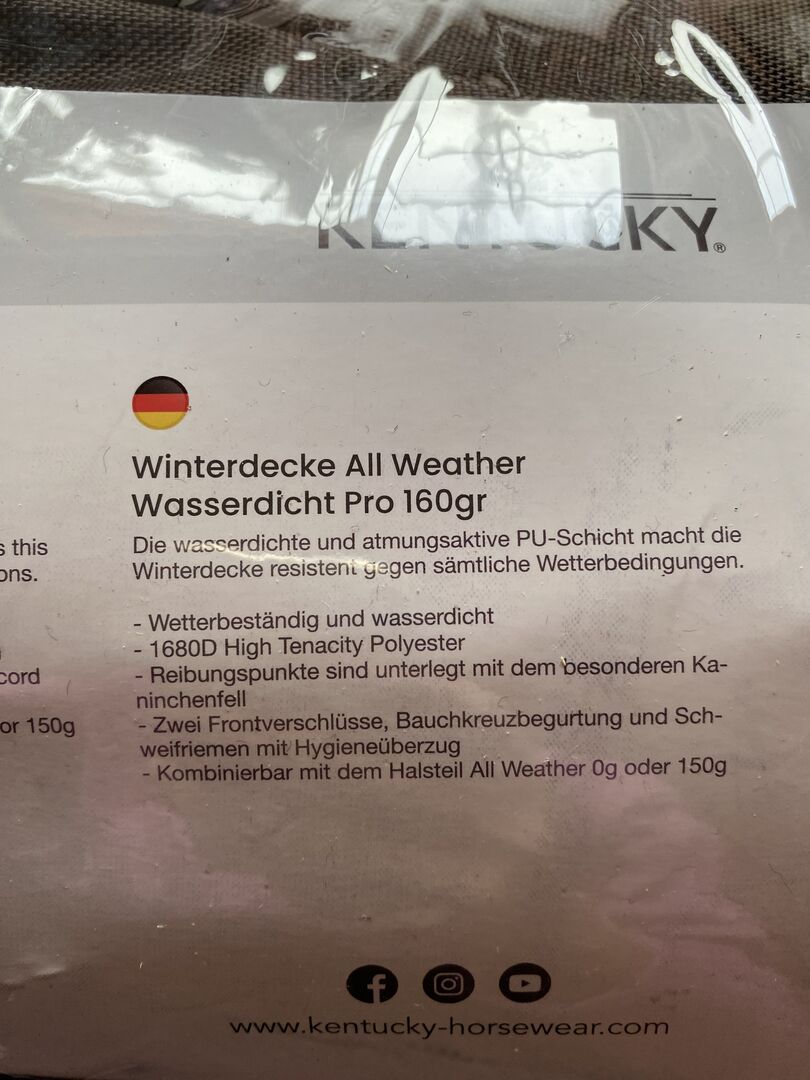 KENTUCKY®
Winterdecke All Weather
Wasserdicht Pro 160gr
s this
Die wasserdichte und atmungsaktive PU-Schicht macht die
ons.
Winterdecke resistent gegen sämtliche Wetterbedingungen.
- Wetterbeständig und wasserdicht
- 1680D High Tenacity Polyester
cord
- Reibungspunkte sind unterlegt mit dem besonderen Ka-
ninchenfell
or 150g
- Zwei Frontverschlüsse, Bauchkreuzbegurtung und Sch-
weifriemen mit Hygieneüberzug
- Kombinierbar mit dem Halsteil All Weather 0g oder 150g
www.kentucky-horsewear.com